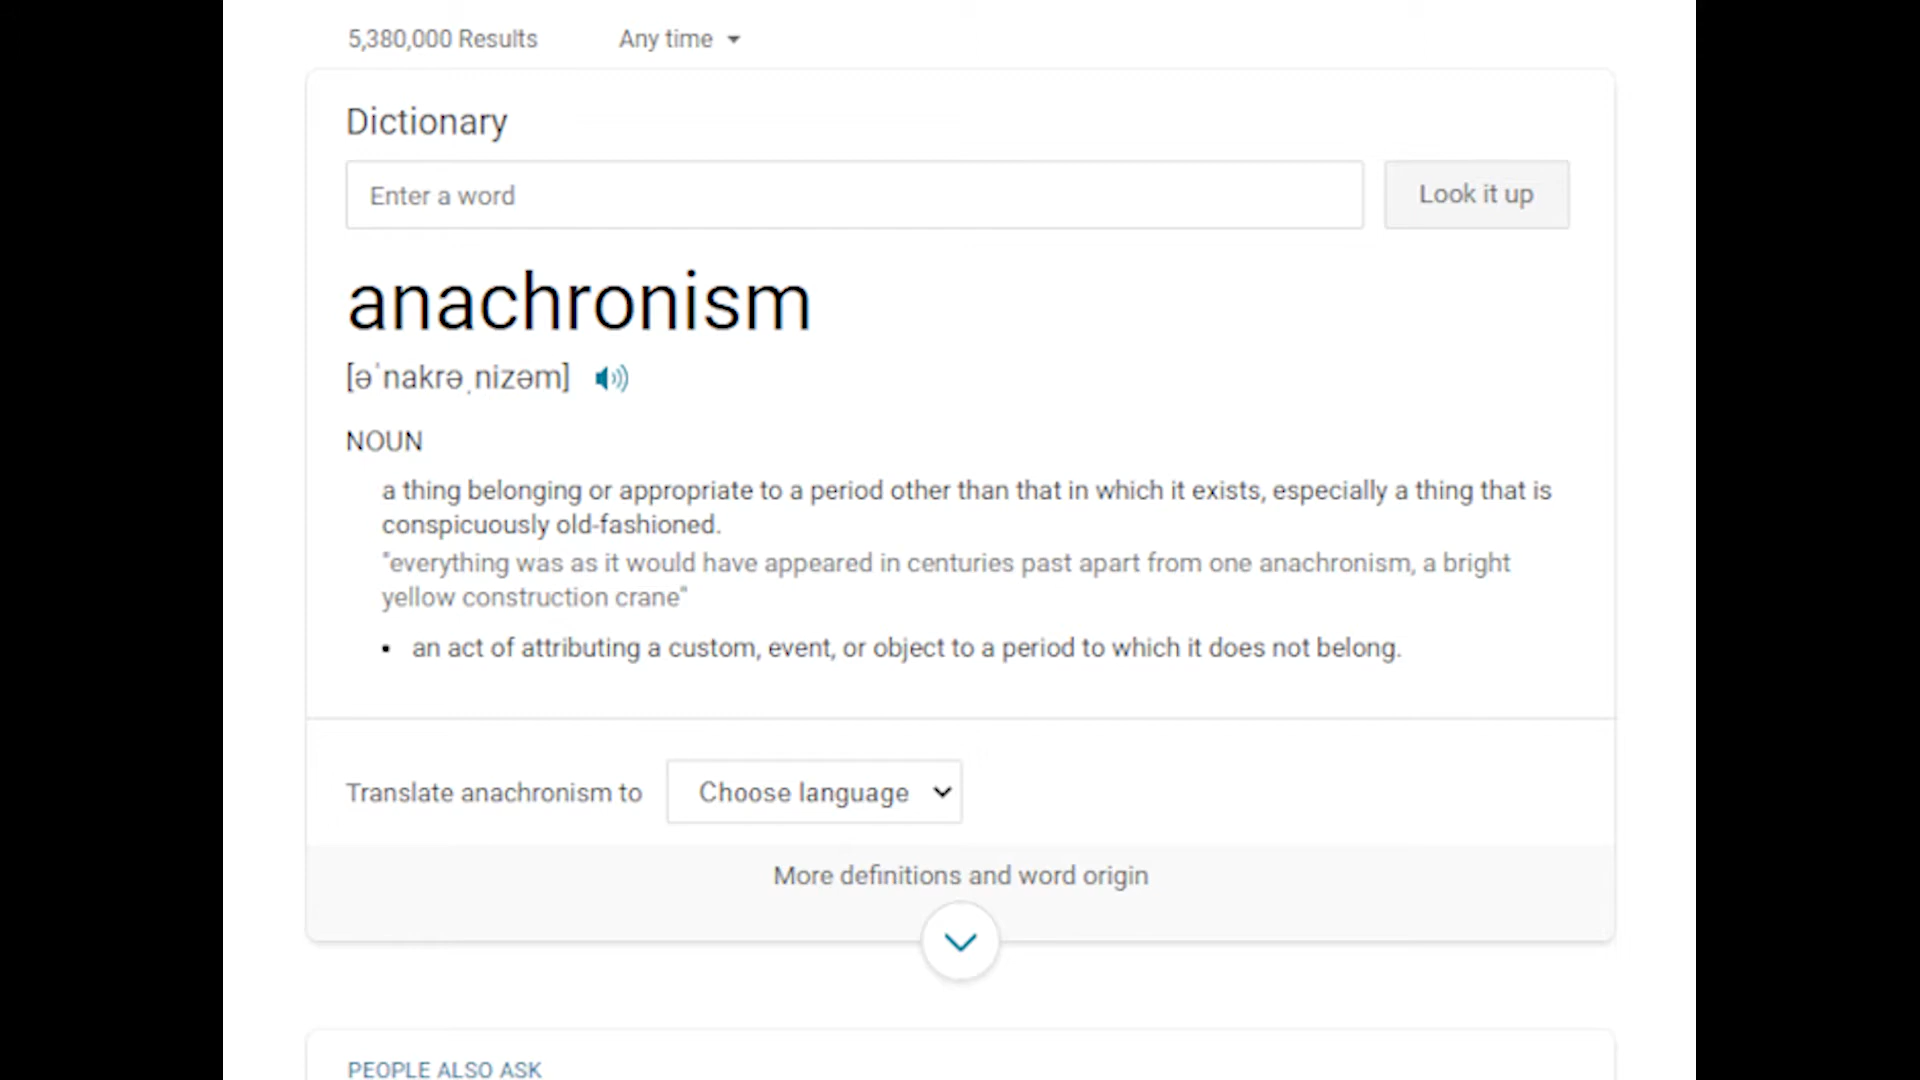 5,380,000 Results Any time
Dictionary
Enter a word Look it up
anachronism
[əˈnakrəˌnizəm]
NOUN
a thing belonging or appropriate to a period other than that in which it exists, especially a thing that is
conspicuously old-fashioned.
"everything was as it would have appeared in centuries past apart from one anachronism, a bright
yellow construction crane"
• an act of attributing a custom, event, or object to a period to which it does not belong.
Translate anachronism to Choose language
More definitions and word origin
PEOPLE ALSO ASK